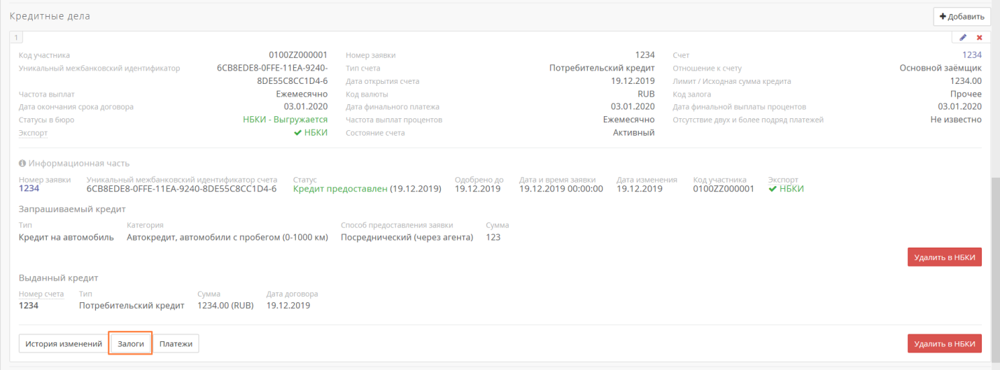 Кредитные дела
Добавить
1
Код участника 0100ZZ000001 Номер заявки 1234 Счет 1234
Уникальный межбанковский идентификатор 6CB8EDE8-0FFE-11EA-9240- Тип счета Потребительский кредит Отношение к счету Основной заёмщик
8DE55C8CC1D4-6 Дата открытия счета 19.12.2019 Лимит / Исходная сумма кредита 1234.00
Частота выплат Ежемесячно Код валюты RUB Код залога Прочее
Дата окончания срока договора 03.01.2020 Дата финального платежа 03.01.2020 Дата финальной выплаты процентов 03.01.2020
Статусы в бюро НБКИ - Выгружается Частота выплат процентов Ежемесячно Отсутствие двух и более подряд платежей Не известно
Экспорт НБКИ Состояние счета Активный
Информационная часть
Номер заявки Уникальный межбанковский идентификатор счета Статус Одобрено до Дата и время заявки Дата изменения Код участника Экспорт
1234 6CB8EDE8-0FFE-11EA-9240-8DE55C8CC1D4-6 Кредит предоставлен (19.12.2019) 19.12.2019 19.12.2019 00:00:00 19.12.2019 0100ZZ000001 НБКИ
Запрашиваемый кредит
Тип Категория Способ предоставления заявки Сумма
Кредит на автомобиль Автокредит, автомобили с пробегом (0-1000 км) Посреднический (через агента) 123
Удалить в НБКИ
Выданный кредит
Номер счета Тип Сумма Дата договора
1234 Потребительский кредит 1234.00 (RUB) 19.12.2019
История изменений Залоги Платежи Удалить в НБКИ